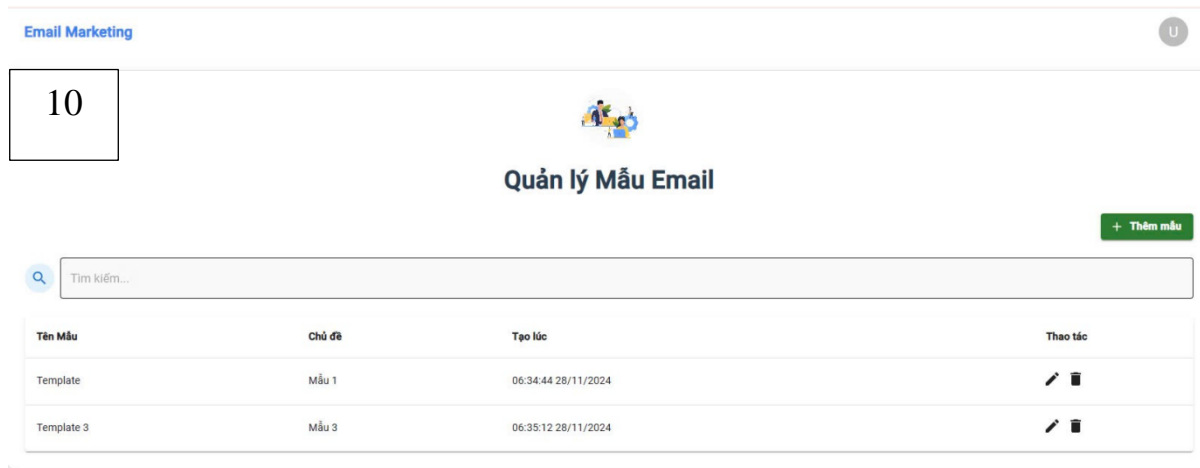 Email Marketing
U
10
Quản lý Mẫu Email
+ Thêm mẫu
Tìm kiếm...
Tên Mẫu Chủ đề Tạo lúc Thao tác
Template Mẫu 1 06:34:44 28/11/2024
Template 3 Mẫu 3 06:35:12 28/11/2024